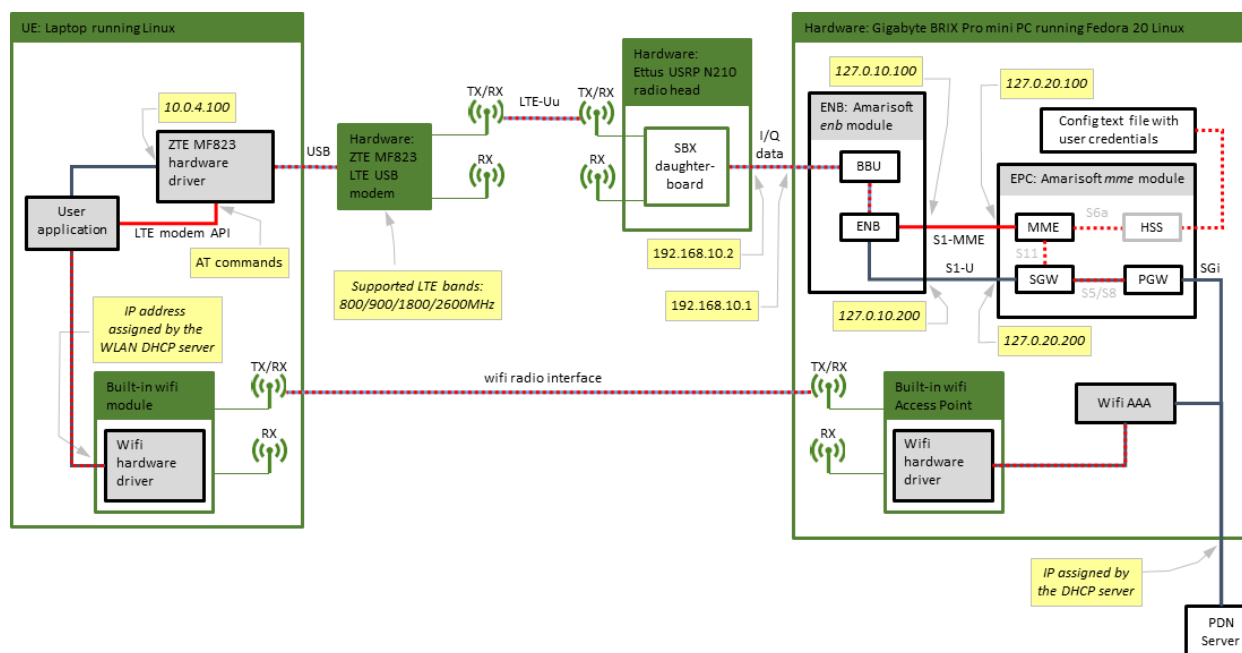 UE: Laptop running Linux
Hardware: Gigabyte BRIX Pro mini PC running Fedora 20 Linux
10.0.4.100
ZTE MF823
hardware
driver
User
application
LTE modem API
AT commands
USB
Hardware:
ZTE MF823
LTE USB
modem
Supported LTE bands:
800/900/1800/2600MHz
TX/RX
RX
LTE-Uu
TX/RX
RX
Hardware:
Ettus USRP N210
radio head
SBX
daughter-
board
I/Q
data
192.168.10.2
192.168.10.1
127.0.10.100
127.0.20.100
ENB: Amarisoft
enb module
BBU
ENB
S1-MME
S1-U
127.0.10.200
127.0.20.200
Config text file with
user credentials
EPC: Amarisoft mme module
MME
S6a
HSS
S11
SGW
S5/S8
PGW
SGi
IP address
assigned by the
WLAN DHCP server
Built-in wifi
module
Wifi
hardware
driver
TX/RX
RX
wifi radio interface
TX/RX
RX
Built-in wifi
Access Point
Wifi
hardware
driver
Wifi AAA
IP assigned by
the DHCP server
PDN
Server